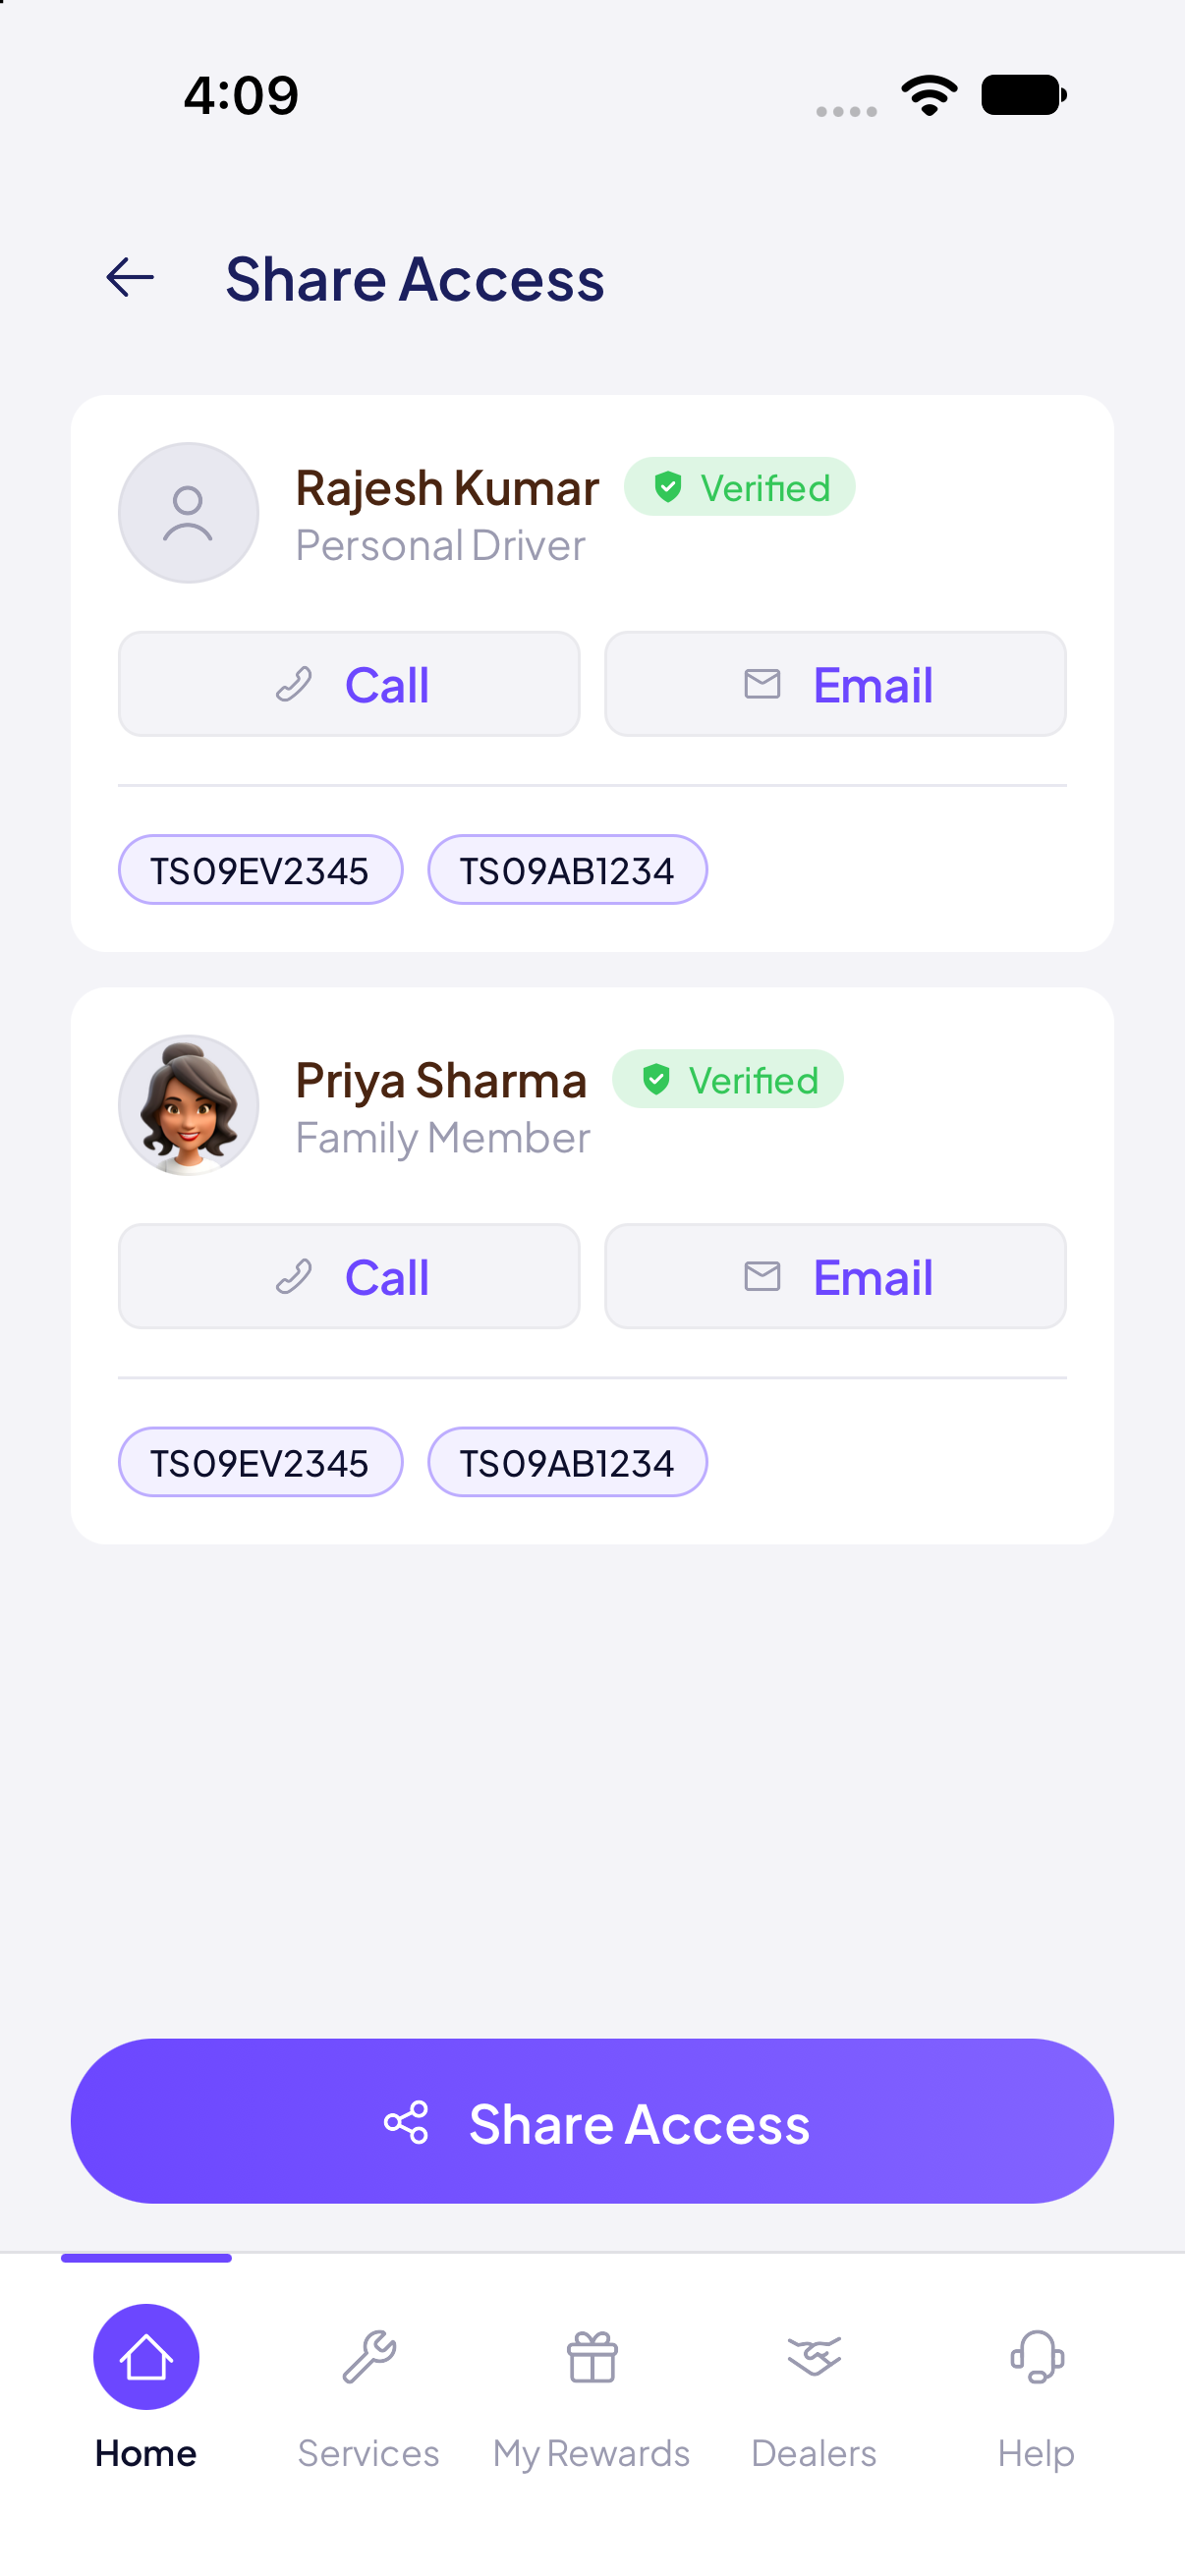 4:09
Share Access
Rajesh Kumar Verified
Personal Driver
Call Email
TS09EV2345 TS09AB1234
Priya Sharma Verified
Family Member
Call Email
TS09EV2345 TS09AB1234
Share Access
Home Services My Rewards Dealers Help